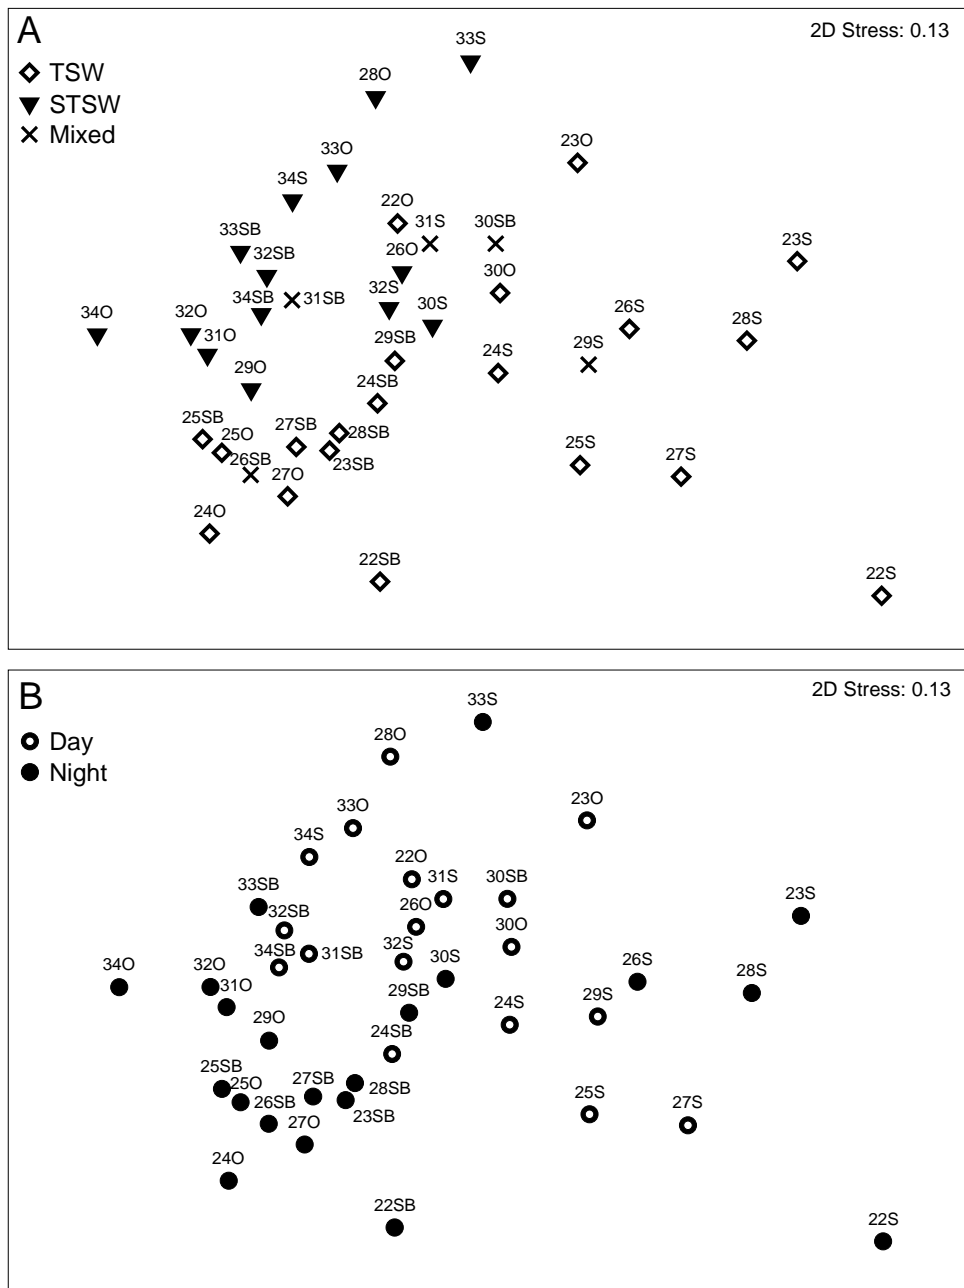 A
2D Stress: 0.13
TSW
STSW
Mixed
33S
28O
23O
33O
34S
22O
31S
30SB
33SB
32SB
26O
23S
30O
31SB
34SB
32S
30S
34O
32O
26S
28S
31O
29SB
29S
24S
29O
24SB
25SB
25O
27SB
28SB
26SB
23SB
25S
27S
27O
24O
22SB
22S
B
2D Stress: 0.13
Day
Night
33S
28O
23O
33O
34S
22O
31S
30SB
33SB
32SB
26O
23S
30O
31SB
34SB
32S
30S
34O
32O
26S
28S
31O
29SB
29S
24S
29O
24SB
25SB
25O
27SB
28SB
26SB
23SB
25S
27S
27O
24O
22SB
22S